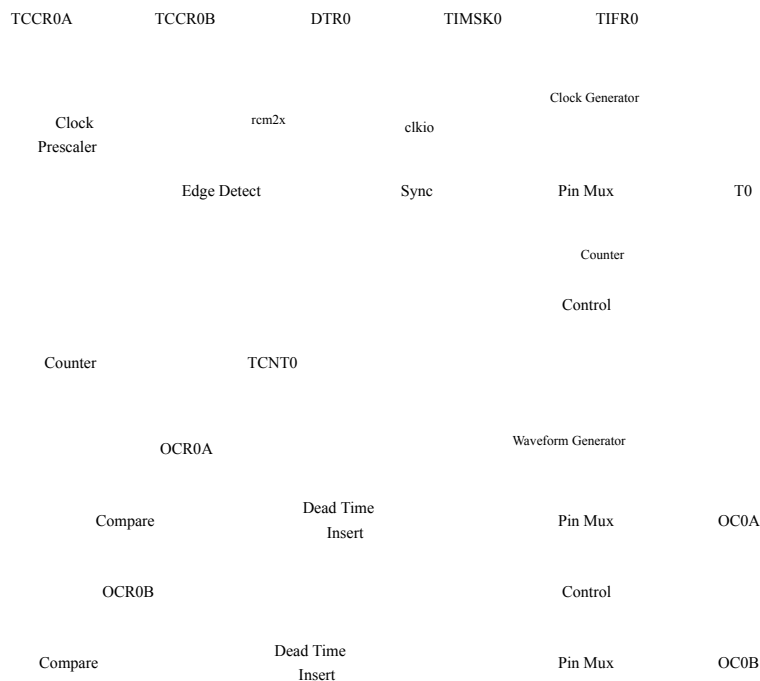 TCCR0A TCCR0B DTR0 TIMSK0 TIFR0
Clock Generator
Clock
Prescaler
rcm2x
clkio
Edge Detect Sync Pin Mux T0
Counter
Control
Counter TCNT0
OCR0A
Waveform Generator
Compare
Dead Time
Insert
Pin Mux OC0A
OCR0B Control
Compare
Dead Time
Insert
Pin Mux OC0B